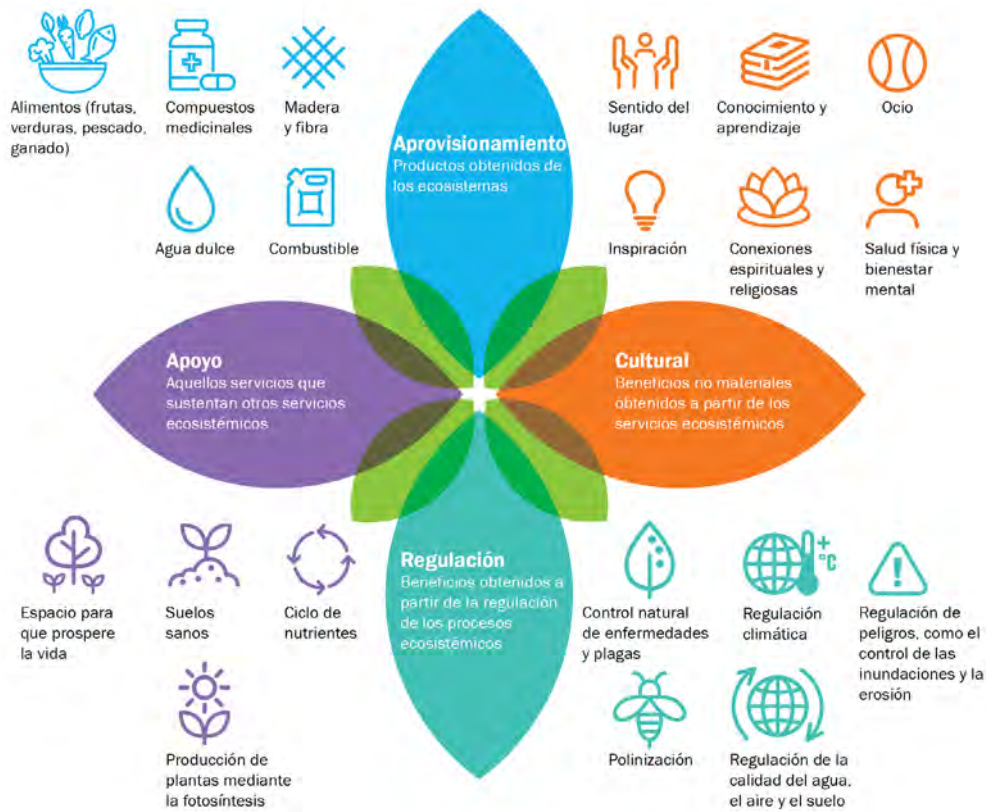 Alimentos (frutas,
verduras, pescado,
ganado)
Compuestos
medicinales
Madera
y fibra
Agua dulce
Combustible
Aprovisionamiento
Productos obtenidos de
los ecosistemas
Sentido del
lugar
Conocimiento y
aprendizaje
Ocio
Inspiración
Conexiones
espirituales y
religiosas
Salud física y
bienestar
mental
Apoyo
Aquellos servicios que
sustentan otros servicios
ecosistémicos
Cultural
Beneficios no materiales
obtenidos a partir de los
servicios ecosistémicos
Espacio para
que prospere
la vida
Suelos
sanos
Ciclo de
nutrientes
Producción de
plantas mediante
la fotosíntesis
Regulación
Beneficios obtenidos a
partir de la regulación
de los procesos
ecosistémicos
Control natural
de enfermedades
y plagas
+
°C
Regulación
climática
!
Regulación de
peligros, como el
control de las
inundaciones y la
erosión
Polinización
Regulación de la
calidad del agua,
el aire y el suelo